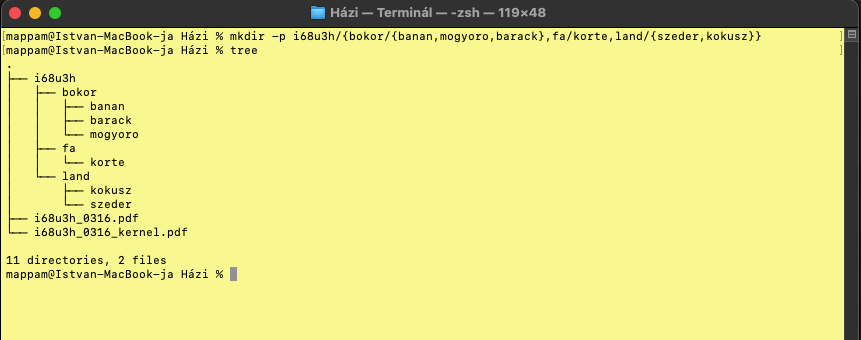 Házi — Terminál — -zsh — 119×48
[mappam@Istvan-MacBook-ja Házi % mkdir -p i68u3h/{bokor/{banan,mogyoro,barack},fa/korte,land/{szeder,kokusz}} ]
[mappam@Istvan-MacBook-ja Házi % tree ]
.
├── i68u3h
│   ├── bokor
│   │   ├── banan
│   │   ├── barack
│   │   └── mogyoro
│   ├── fa
│   │   └── korte
│   └── land
│       ├── kokusz
│       └── szeder
├── i68u3h_0316.pdf
└── i68u3h_0316_kernel.pdf
11 directories, 2 files
mappam@Istvan-MacBook-ja Házi %